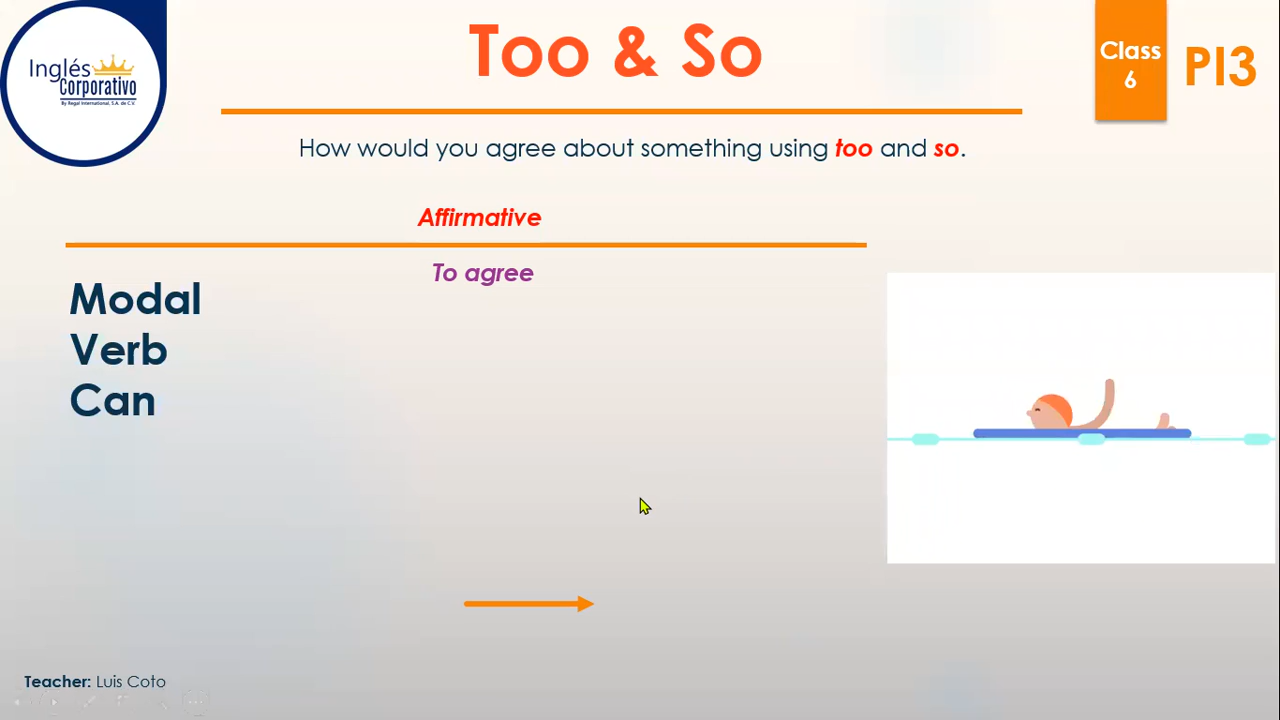 Inglés
Corporativo
By Regal International, S.A. de C.V.
Too & So
Class
6
PI3
How would you agree about something using too and so.
Affirmative
To agree
Modal
Verb
Can
Teacher: Luis Coto